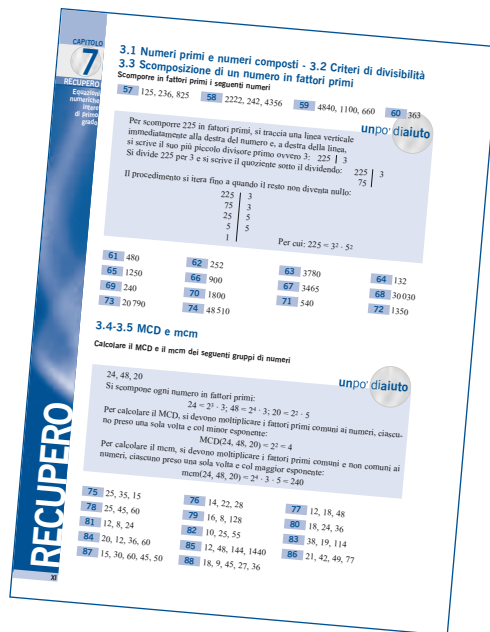 CAPITOLO
7
RECUPERO
Equazioni
numeriche
intere
di primo
grado
3.1 Numeri primi e numeri composti - 3.2 Criteri di divisibilità
3.3 Scomposizione di un numero in fattori primi
Scomporre in fattori primi i seguenti numeri
57 125, 236, 825 58 2222, 242, 4356 59 4840, 1100, 660 60 363
unpo' diaiuto
Per scomporre 225 in fattori primi, si traccia una linea verticale
immediatamente alla destra del numero e, a destra della linea,
si scrive il suo più piccolo divisore primo ovvero 3: 225 | 3
Si divide 225 per 3 e si scrive il quoziente sotto il dividendo: 225 | 3
75 |
Il procedimento si itera fino a quando il resto non diventa nullo:
225 | 3
75 | 3
25 | 5
5 | 5
1 |
Per cui: 225 = 3² · 5²
61 480 62 252 63 3780 64 132
65 1250 66 900 67 3465 68 30030
69 240 70 1800 71 540 72 1350
73 20790 74 48510
3.4-3.5 MCD e mcm
Calcolare il MCD e il mcm dei seguenti gruppi di numeri
unpo' diaiuto
24, 48, 20
Si scompone ogni numero in fattori primi:
24 = 2³ · 3; 48 = 2⁴ · 3; 20 = 2² · 5
Per calcolare il MCD, si devono moltiplicare i fattori primi comuni ai numeri, ciascu-
no preso una sola volta e col minor esponente:
MCD(24, 48, 20) = 2² = 4
Per calcolare il mcm, si devono moltiplicare i fattori primi comuni e non comuni ai
numeri, ciascuno preso una sola volta e col maggior esponente:
mcm(24, 48, 20) = 2⁴ · 3 · 5 = 240
75 25, 35, 15 76 14, 22, 28 77 12, 18, 48
78 25, 45, 60 79 16, 8, 128 80 18, 24, 36
81 12, 8, 24 82 10, 25, 55 83 38, 19, 114
84 20, 12, 36, 60 85 12, 48, 144, 1440 86 21, 42, 49, 77
87 15, 30, 60, 45, 50 88 18, 9, 45, 27, 36
RECUPERO
XI